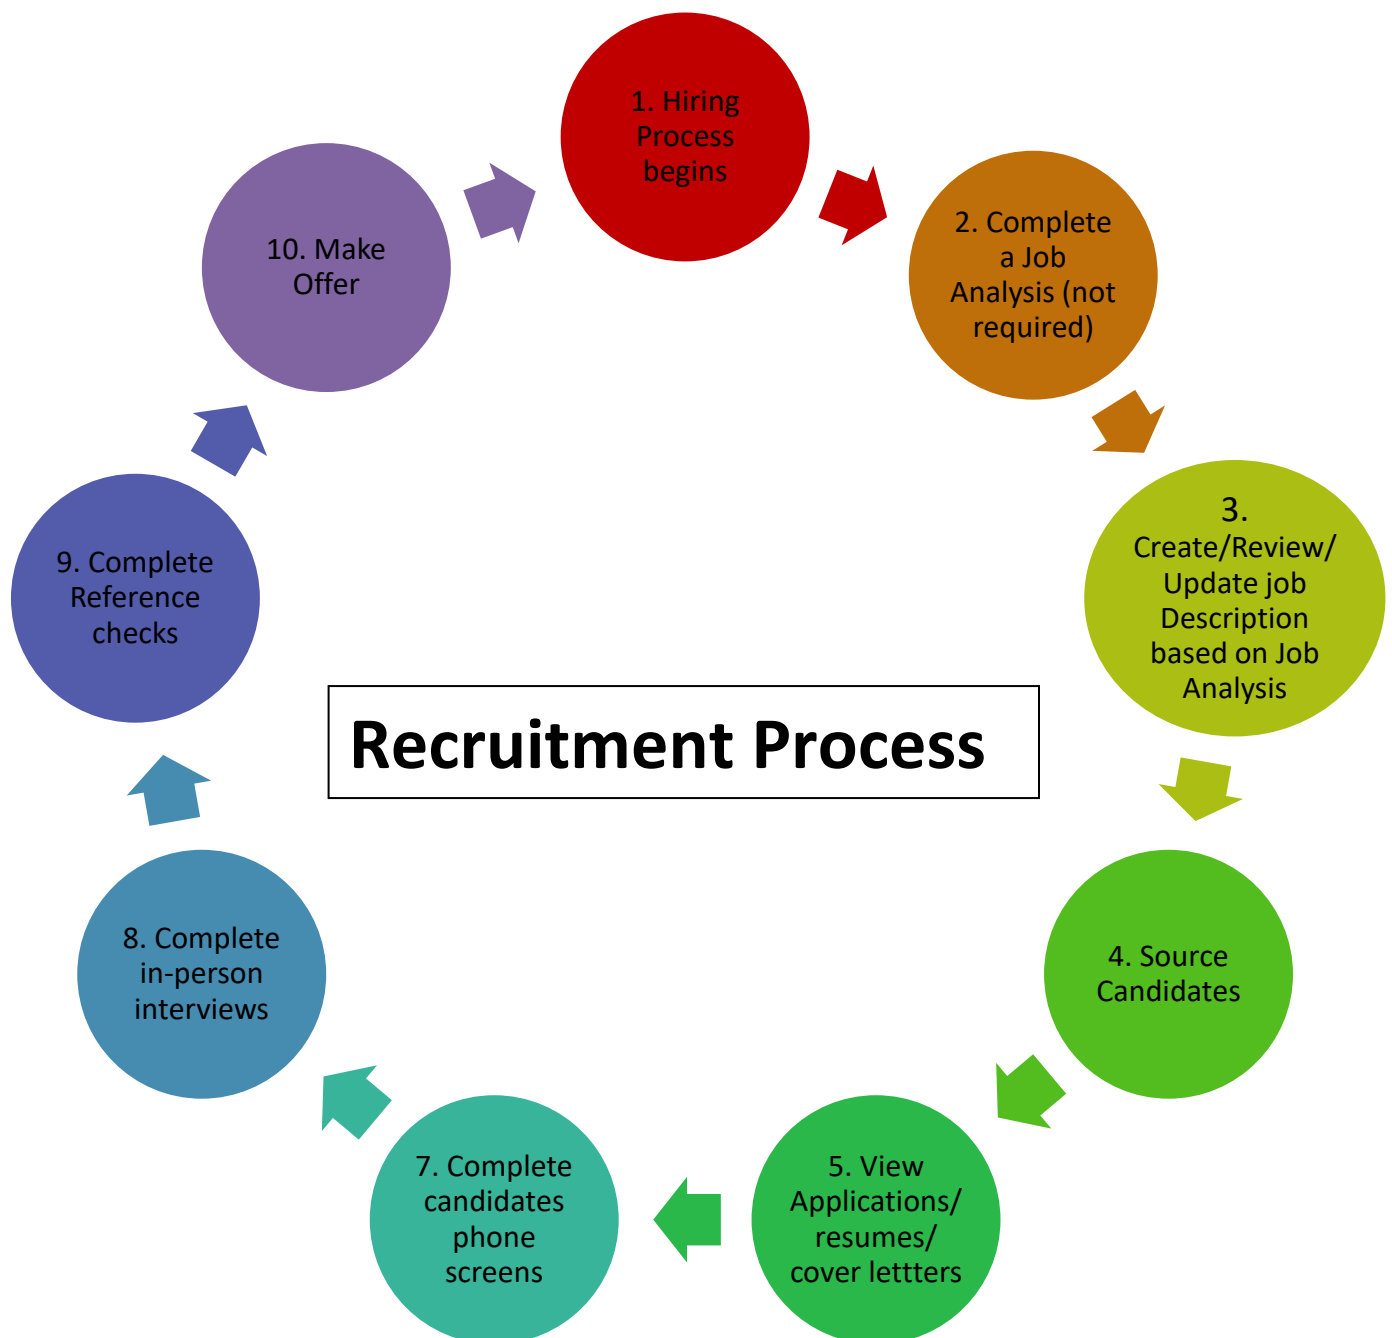 1. Hiring
Process
begins
2. Complete
a Job
Analysis (not
required)
3.
Create/Review/
Update job
Description
based on Job
Analysis
4. Source
Candidates
5. View
Applications/
resumes/
cover lettters
7. Complete
candidates
phone
screens
8. Complete
in-person
interviews
9. Complete
Reference
checks
10. Make
Offer
Recruitment Process